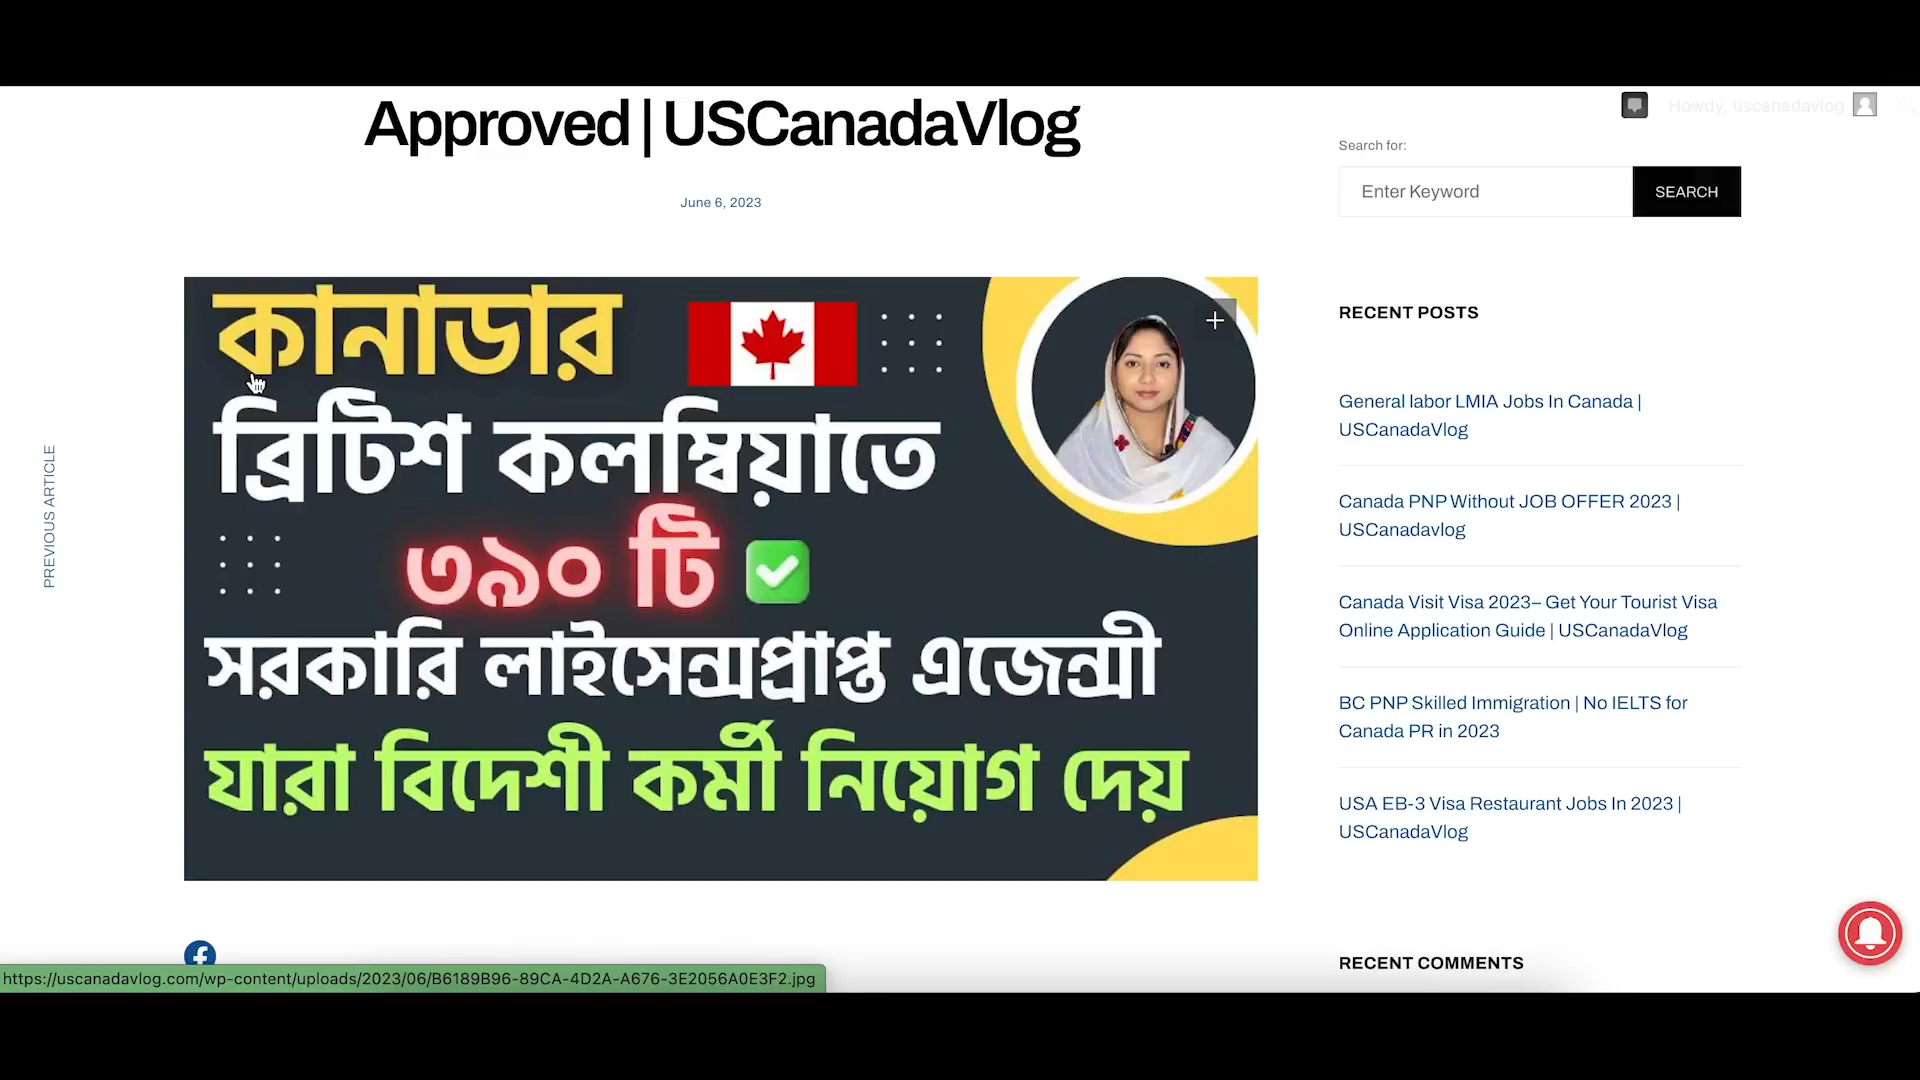 Approved | USCanadaVlog
June 6, 2023
Howdy, uscanadavlog
Search for:
Enter Keyword
SEARCH
PREVIOUS ARTICLE
কানাডার
ব্রিটিশ কলম্বিয়াতে
৩৯০ টি
সরকারি লাইসেন্সপ্রাপ্ত এজেন্সী
যারা বিদেশী কর্মী নিয়োগ দেয়
RECENT POSTS
General labor LMIA Jobs In Canada |
USCanadaVlog
Canada PNP Without JOB OFFER 2023 |
USCanadavlog
Canada Visit Visa 2023– Get Your Tourist Visa
Online Application Guide | USCanadaVlog
BC PNP Skilled Immigration | No IELTS for
Canada PR in 2023
USA EB-3 Visa Restaurant Jobs In 2023 |
USCanadaVlog
RECENT COMMENTS
https://uscanadavlog.com/wp-content/uploads/2023/06/B6189B96-89CA-4D2A-A676-3E2056A0E3F2.jpg